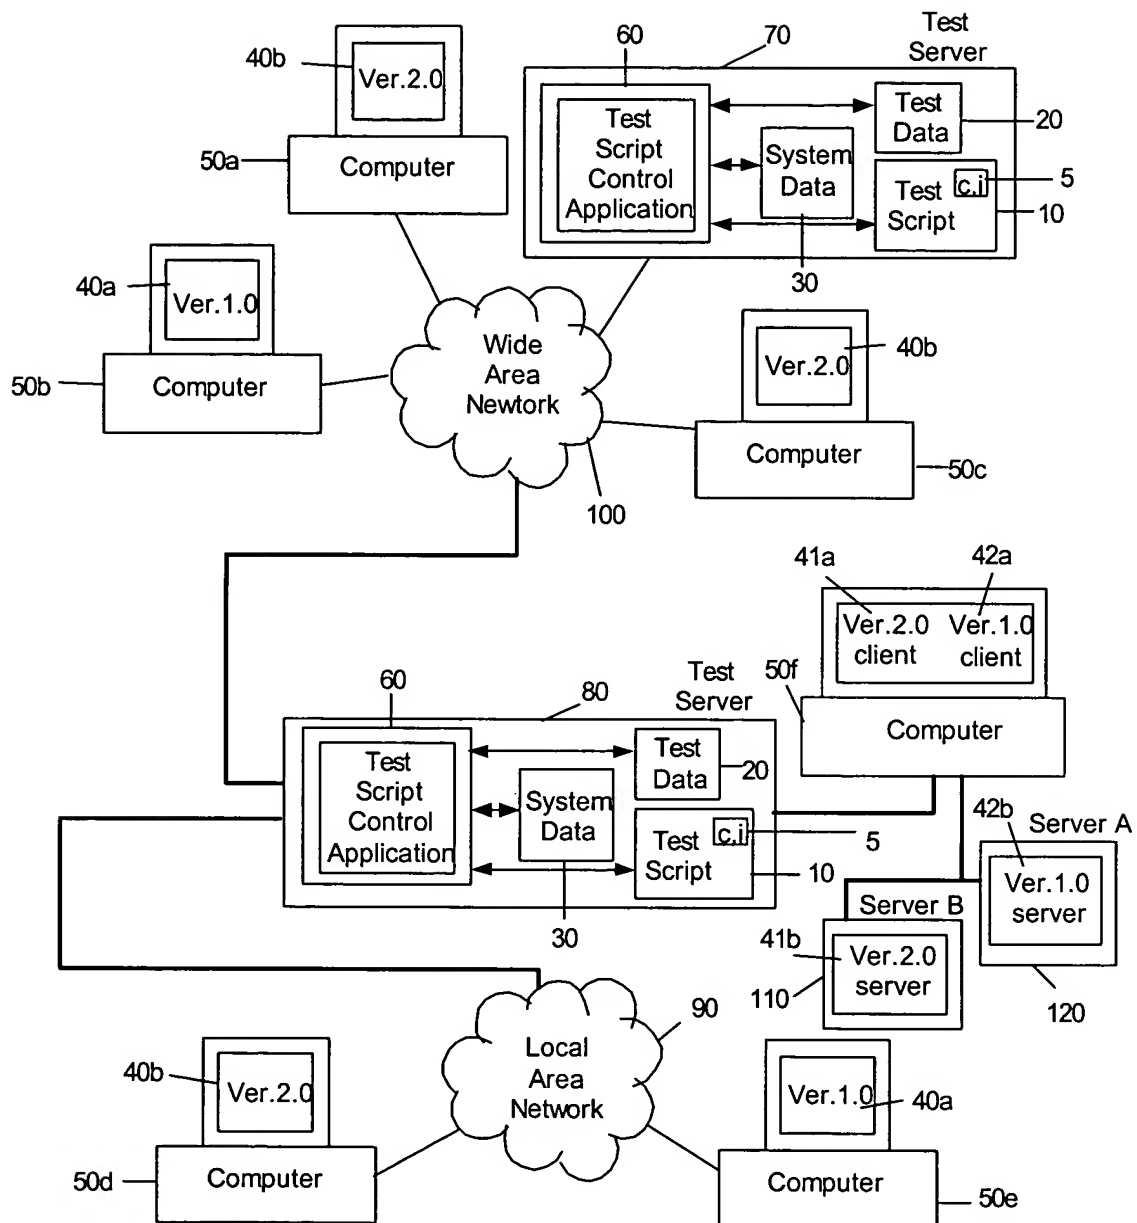 Test
Server
40b
60
70
Ver.2.0
Test
Script
Control
Application
Test
Data
20
System
Data
c,i
5
Test
Script
10
50a
Computer
30
40a
Ver.1.0
50b
Computer
Wide
Area
Newtork
Ver.2.0
40b
Computer
50c
100
41a
42a
Ver.2.0
client
Ver.1.0
client
50f
Computer
60
80
Test
Server
Test
Script
Control
Application
Test
Data
20
System
Data
c,i
5
Test
Script
10
30
42b
Server A
Ver.1.0
server
120
Server B
41b
Ver.2.0
server
110
90
Local
Area
Network
40b
Ver.2.0
50d
Computer
Ver.1.0
40a
Computer
50e